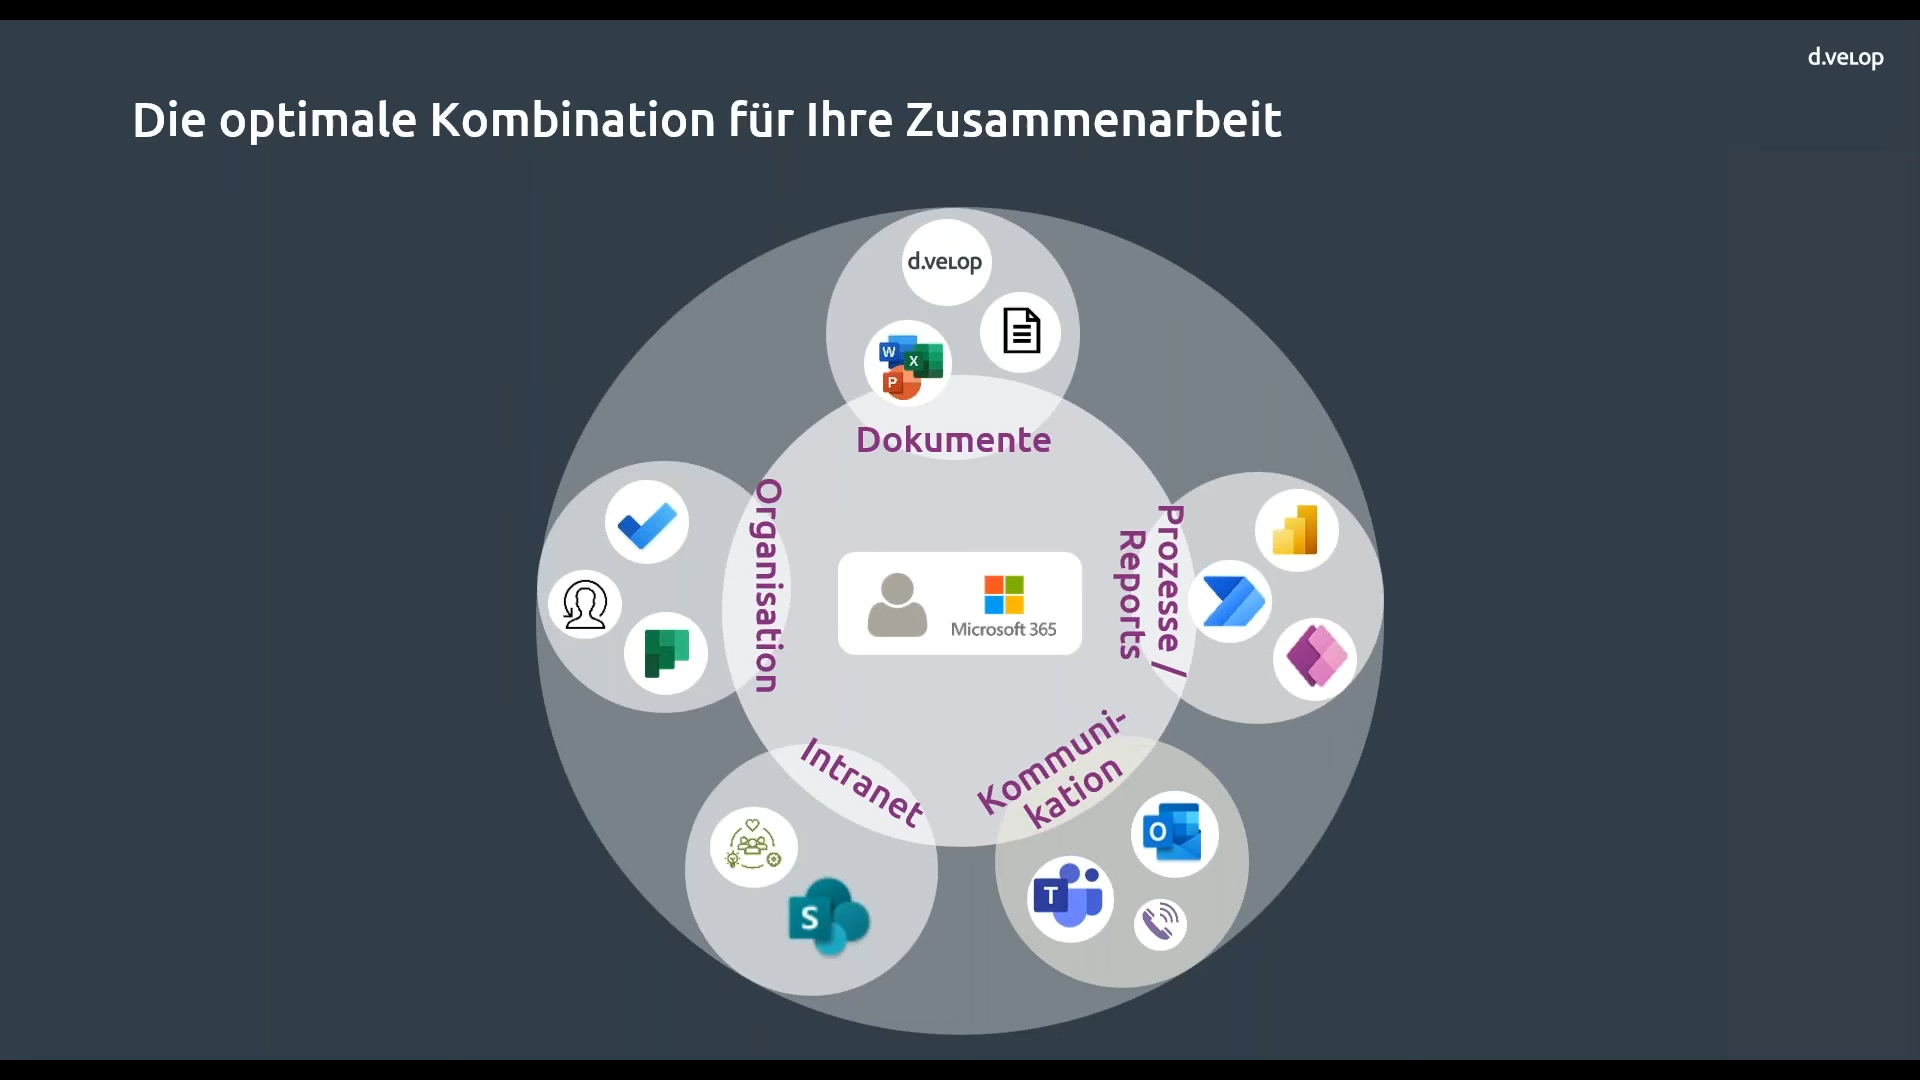 d.velop
Die optimale Kombination für Ihre Zusammenarbeit
d.velop
W
X
P
Dokumente
Organisation
Prozesse /
Reports
Microsoft 365
Intranet
Kommuni-
kation
O
T
S